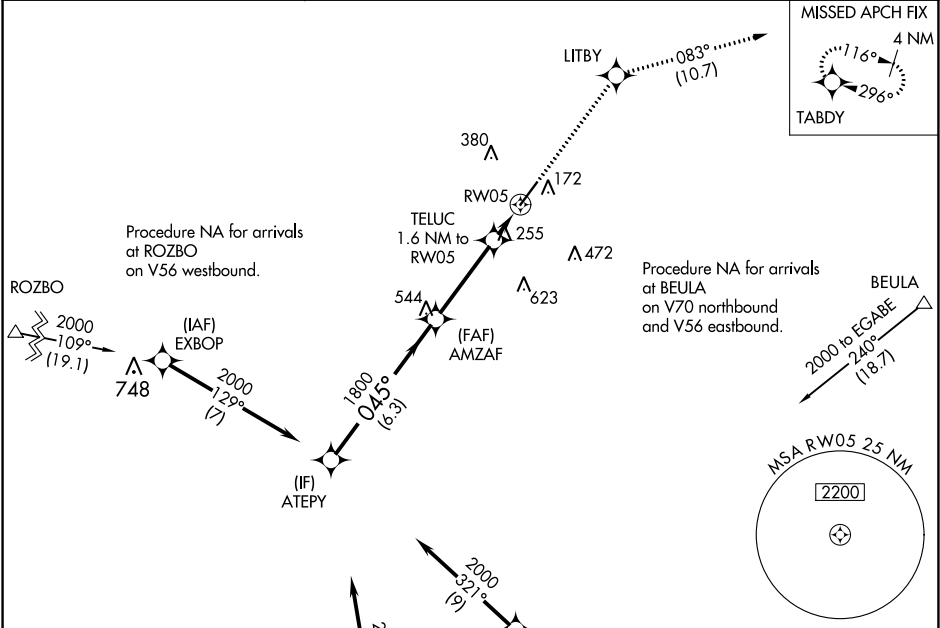 MISSED APCH FIX
4 NM
116°
296°
TABDY
LITBY
083°
(10.7)
380
172
RW05
TELUC
1.6 NM to
RW05
255
472
Procedure NA for arrivals
at ROZBO
on V56 westbound.
Procedure NA for arrivals
at BEULA
on V70 northbound
and V56 eastbound.
ROZBO
2000
109°
(19.1)
(IAF)
EXBOP
748
544
623
(FAF)
AMZAF
BEULA
2000 to EGABE
240°
(18.7)
2000
129°
(7)
1800
045°
(6.3)
(IF)
ATEPY
MSA RW05 25 NM
2200
2000
321°
(9)